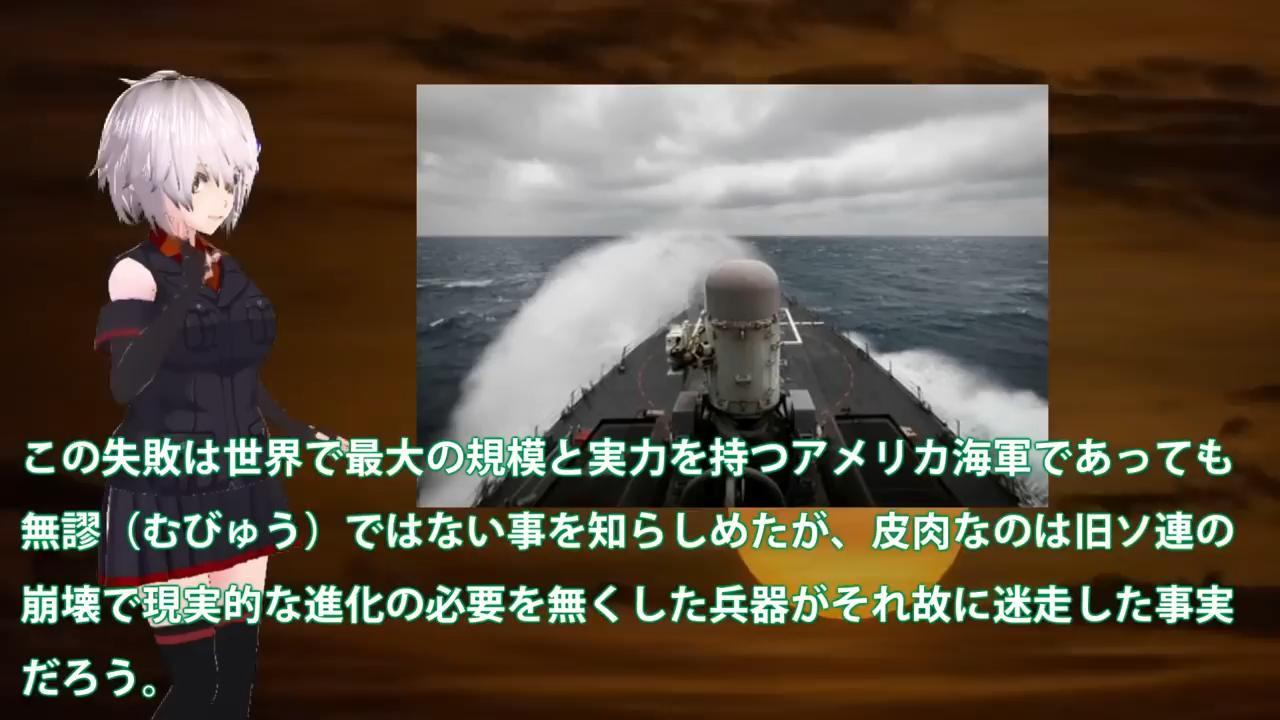 この失敗は世界で最大の規模と実力を持つアメリカ海軍であっても
無謬（むびゅう）ではない事を知らしめたが、皮肉なのは旧ソ連の
崩壊で現実的な進化の必要を無くした兵器がそれ故に迷走した事実
だろう。